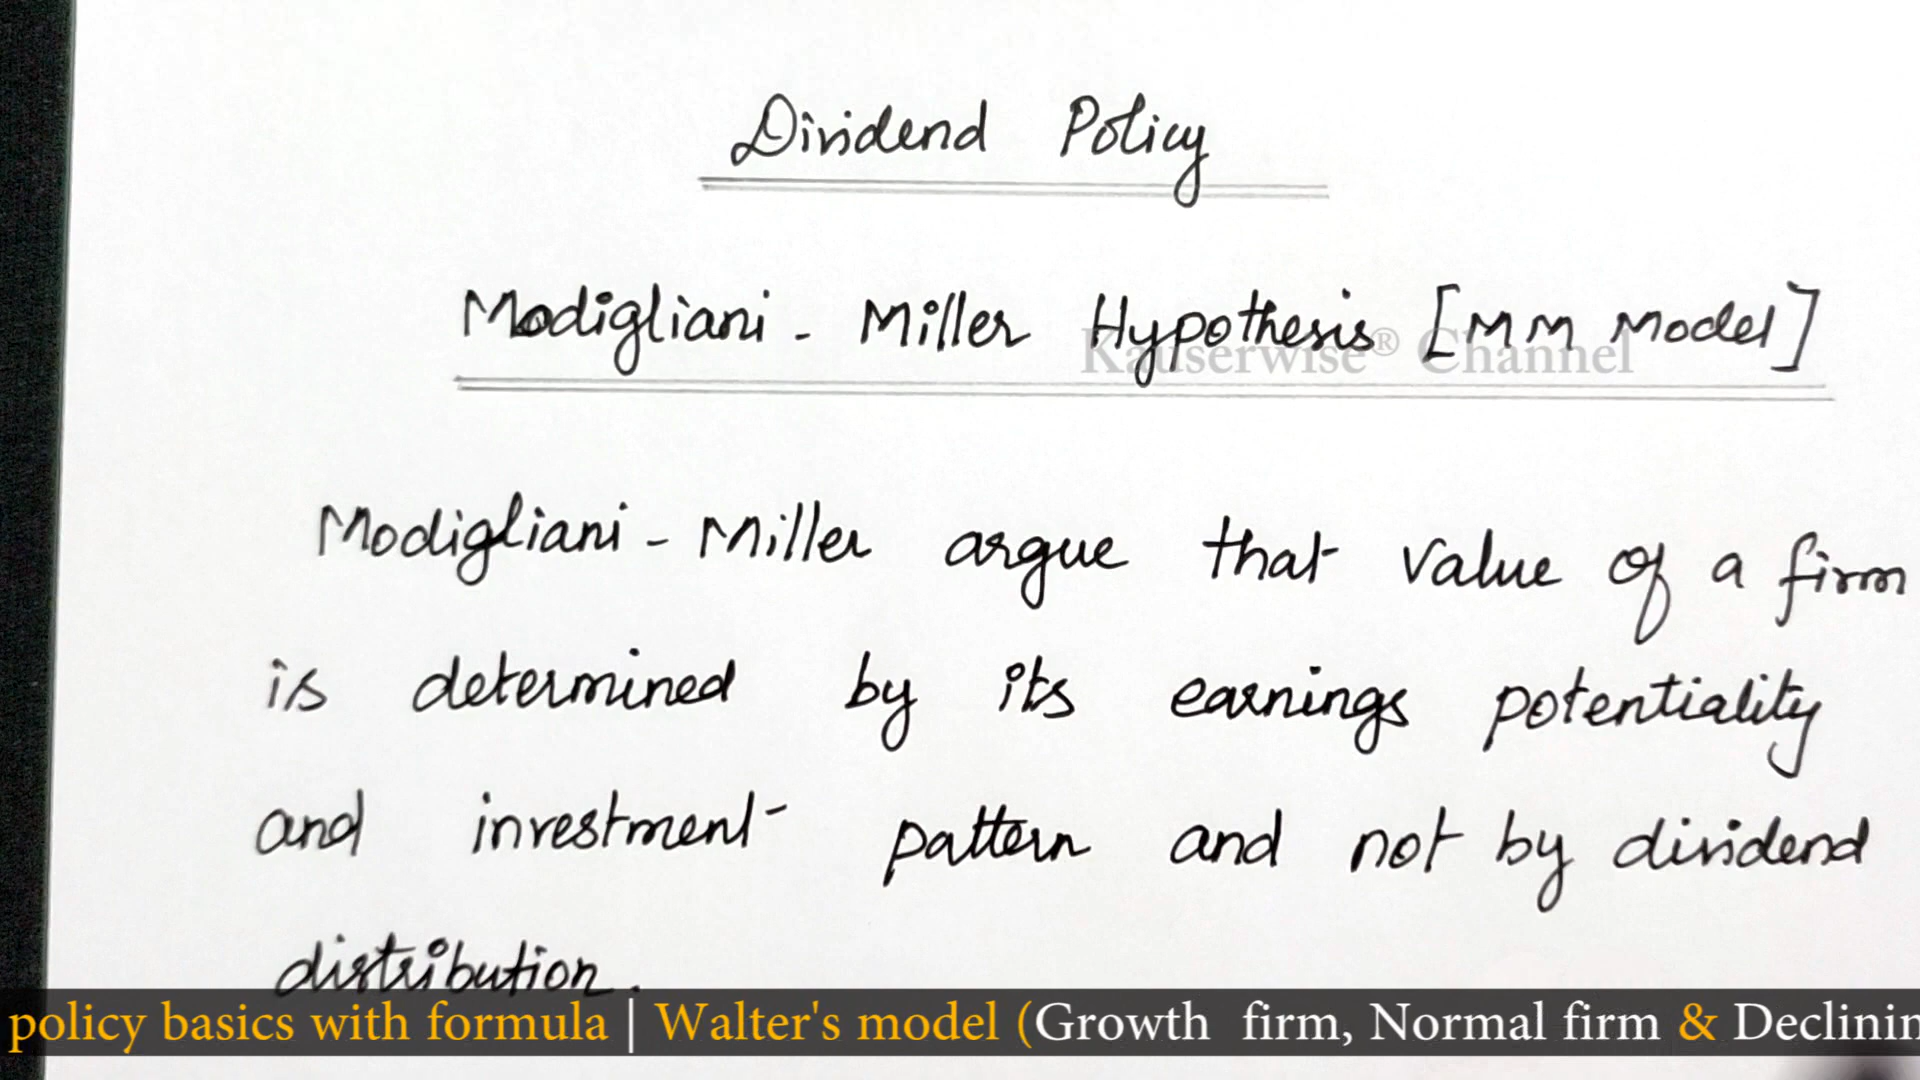 Dividend Policy
Modigliani - Miller Hypothesis [MM Model]
Kauserwise® Channel
Modigliani - Miller argue that value of a firm
is determined by its earnings potentiality
and investment pattern and not by dividend
distribution.
policy basics with formula | Walter's model (Growth firm, Normal firm & Declinin